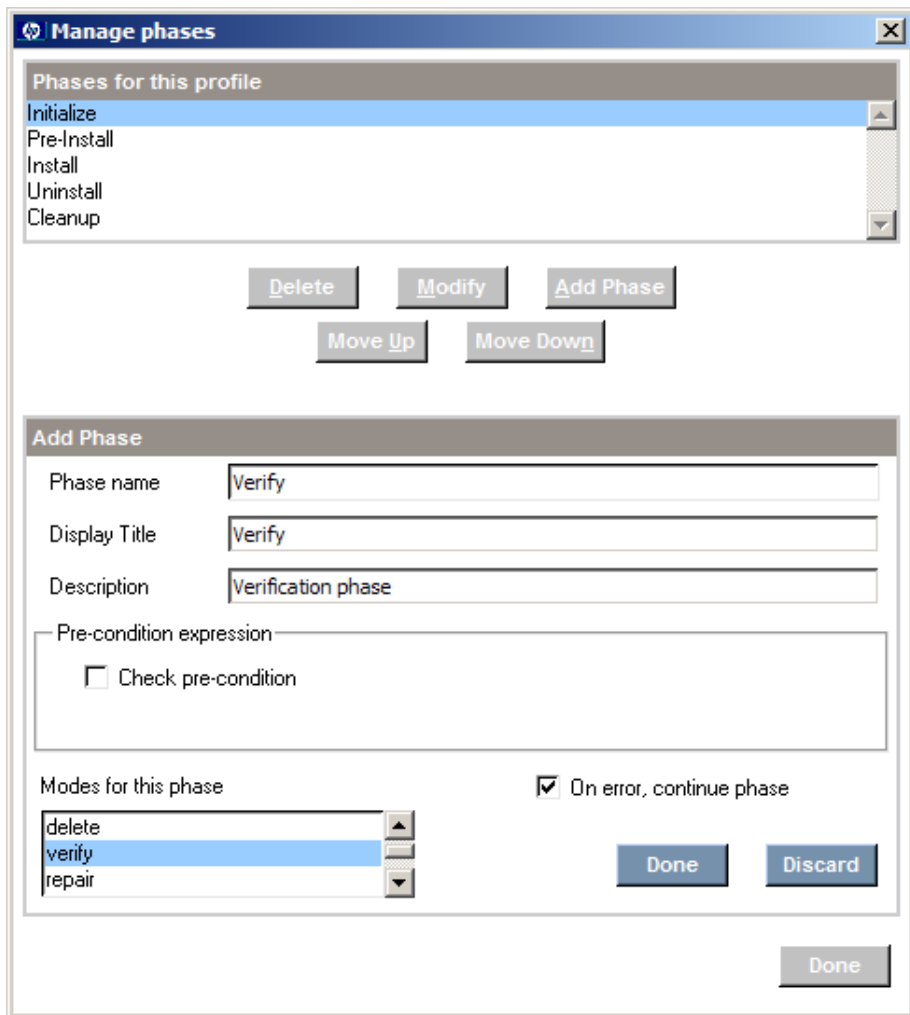 hp Manage phases
Phases for this profile
Initialize
Pre-Install
Install
Uninstall
Cleanup
Delete Modify Add Phase
Move Up Move Down
Add Phase
Phase name Verify
Display Title Verify
Description Verification phase
Pre-condition expression
Check pre-condition
Modes for this phase On error, continue phase
delete
verify
repair
Done Discard
Done